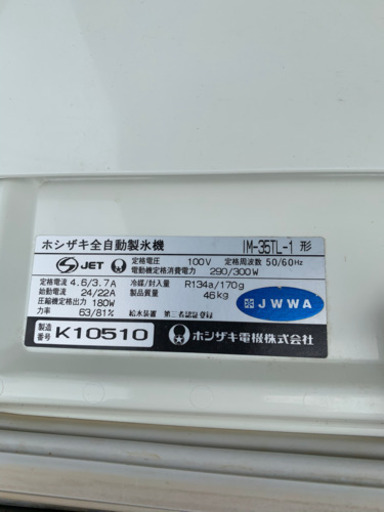 ホシザキ全自動製氷機 IM-35TL-1 形
JET 定格電圧 100V 定格周波数 50/60Hz
電動機定格消費電力 290/300W
定格電流 4.6/3.7A 冷媒/封入量 R134a/170g
始動電流 24/22A 製品質量 46kg
圧縮機定格出力 180W
力率 63/81% 給水装置
JWWA
製造番号 K10510 ホシザキ電機株式会社